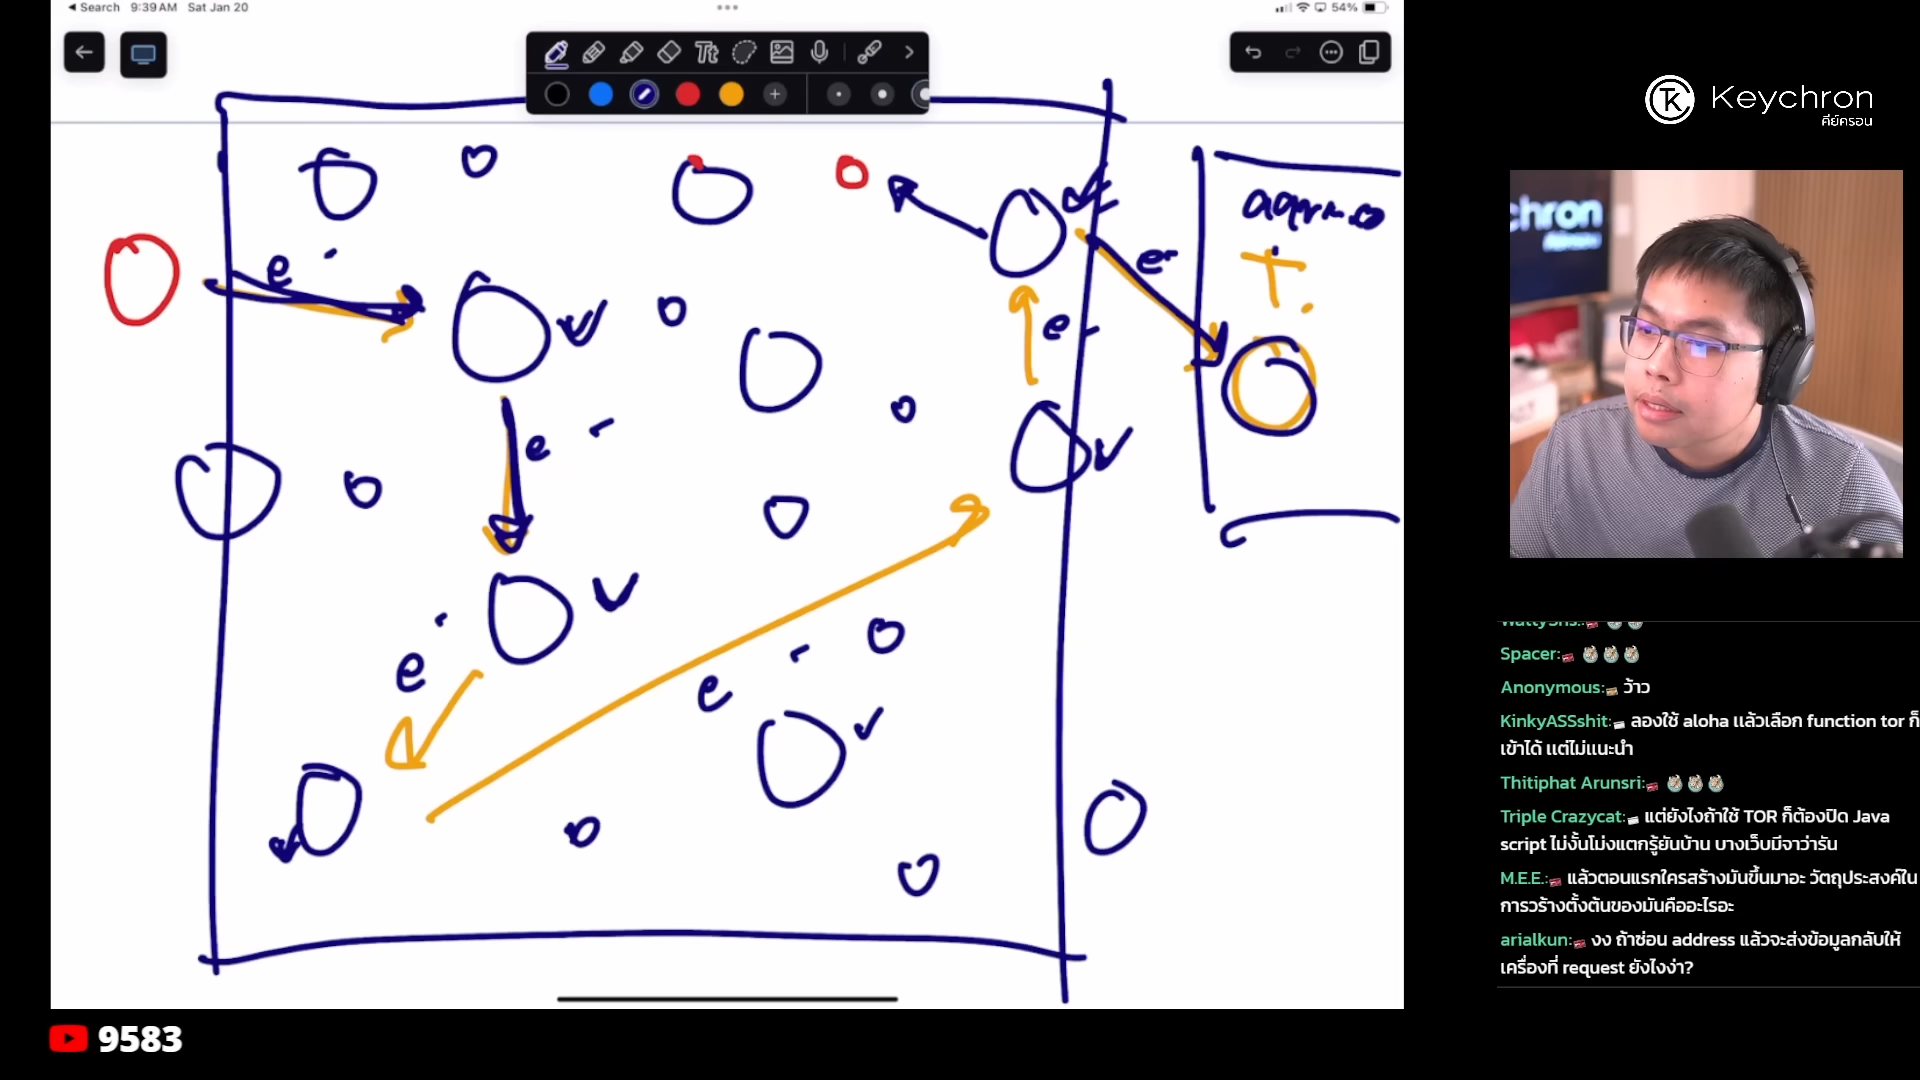 Search 9:39 AM Sat Jan 20
54%
Tt
Keychron
คีย์ครอน
chron
e
e-
e-
e
e
e
T.
Spacer:
Anonymous: ว้าว
KinkyASSshit: ลองใช้ aloha แล้วเลือก function tor ก็
เข้าได้ แต่ไม่แนะนำ
Thitiphat Arunsri:
Triple Crazycat: แต่ยังไงถ้าใช้ TOR ก็ต้องปิด Java
script ไม่งั้นโม่งแตกรู้ยันบ้าน บางเว็บมีจาว่ารัน
M.E.E.: แล้วตอนแรกใครสร้างมันขึ้นมาอะ วัตถุประสงค์ใน
การวร้างตั้งต้นของมันคืออะไรอะ
arialkun: งง ถ้าซ่อน address แล้วจะส่งข้อมูลกลับให้
เครื่องที่ request ยังไงง่า?
9583